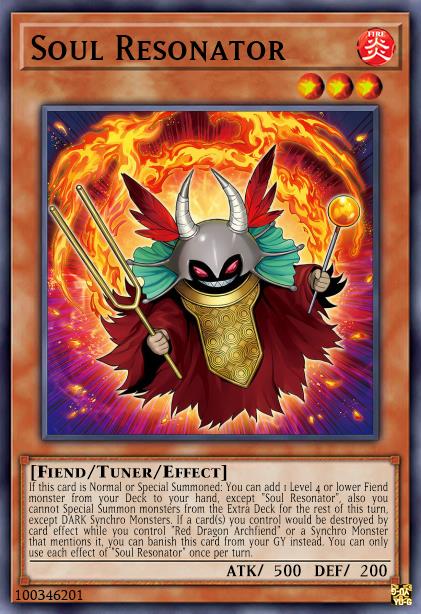 SOUL RESONATOR
FIRE
炎
[FIEND/TUNER/EFFECT]
If this card is Normal or Special Summoned: You can add 1 Level 4 or lower Fiend
monster from your Deck to your hand, except "Soul Resonator", also you
cannot Special Summon monsters from the Extra Deck for the rest of this turn,
except DARK Synchro Monsters. If a card(s) you control would be destroyed by
card effect while you control "Red Dragon Archfiend" or a Synchro Monster
that mentions it, you can banish this card from your GY instead. You can only
use each effect of "Soul Resonator" once per turn.
ATK/ 500 DEF/ 200
100346201